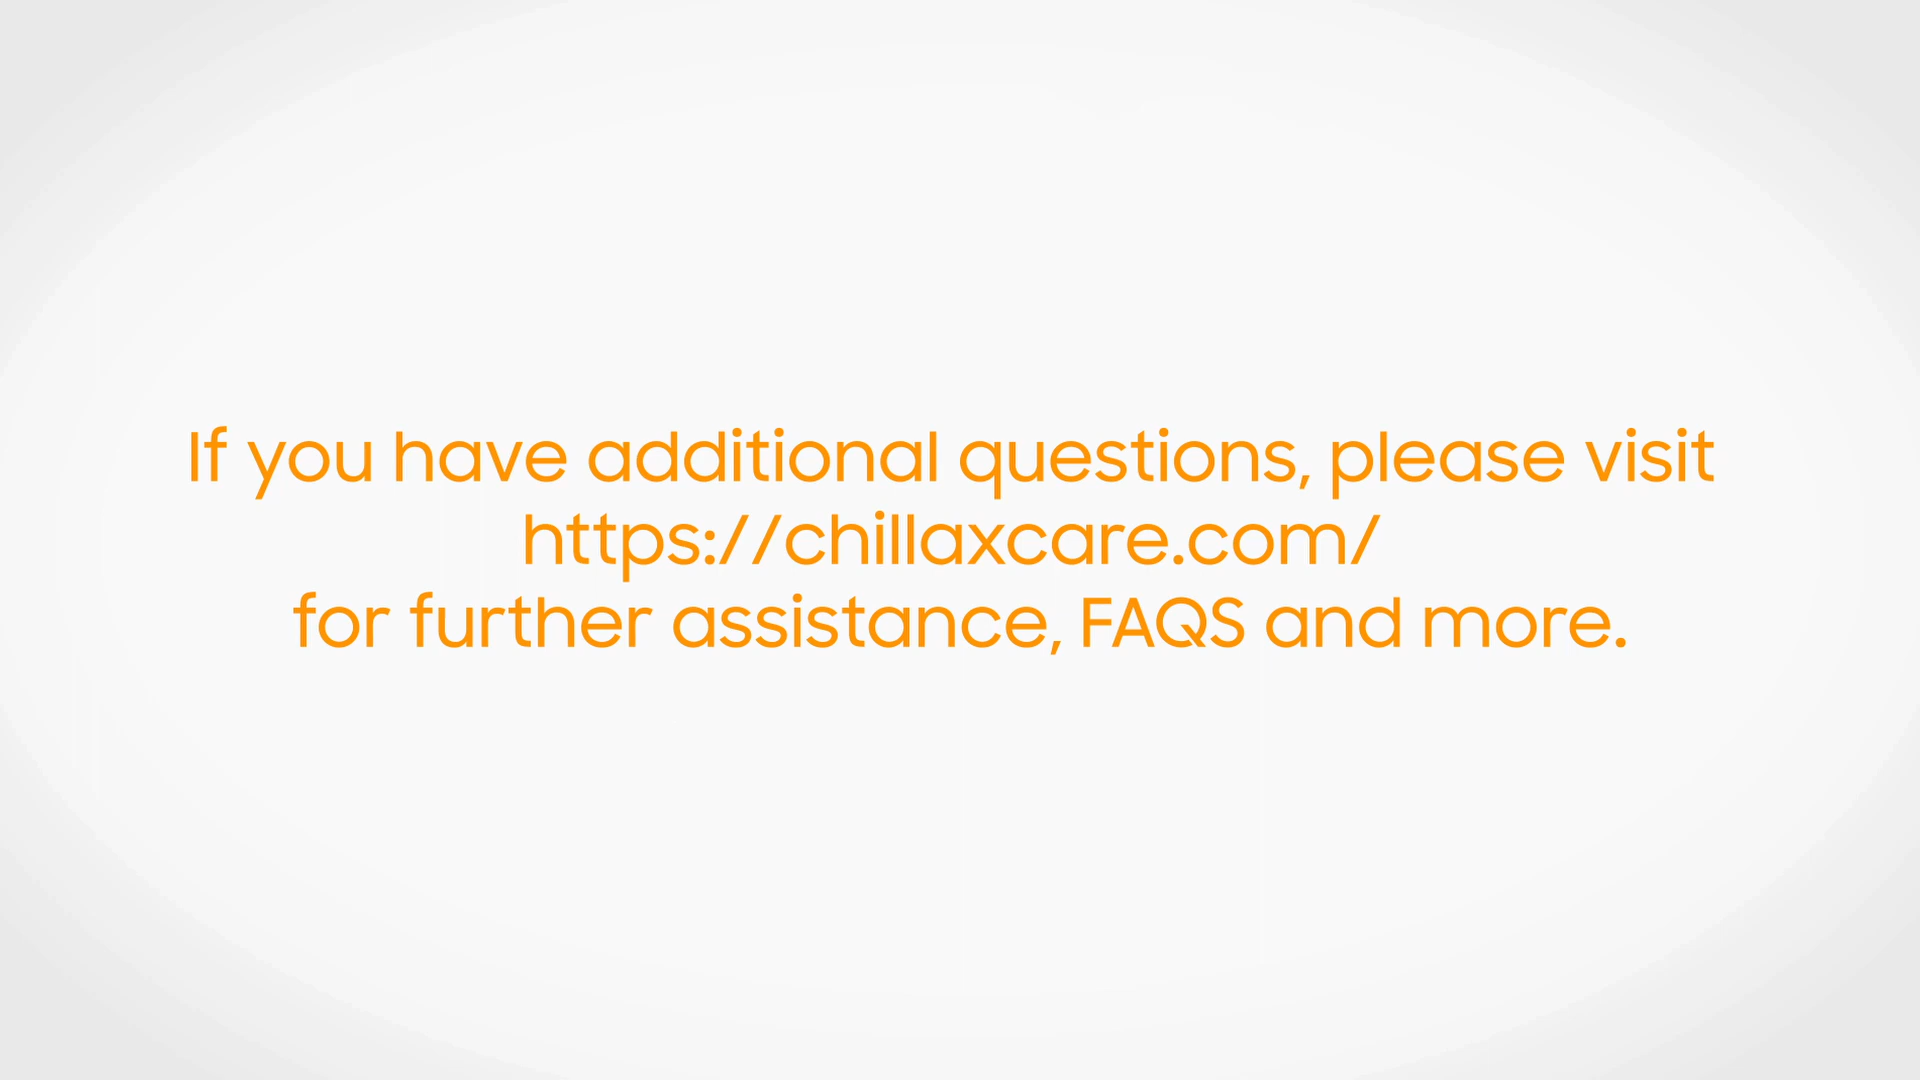 If you have additional questions, please visit
https://chillaxcare.com/
for further assistance, FAQS and more.